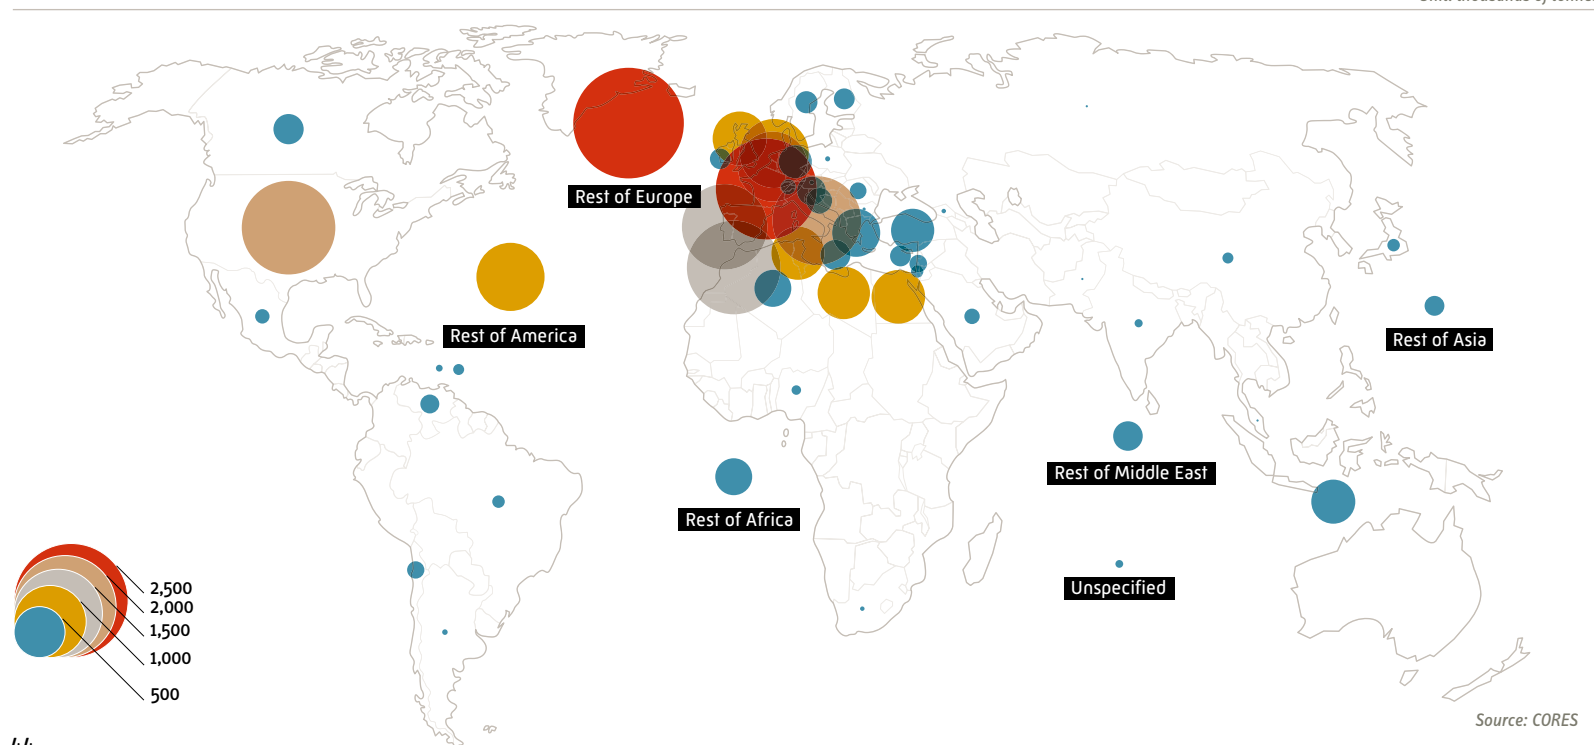 Rest of Europe
Rest of America
Rest of Asia
Rest of Middle East
Rest of Africa
Unspecified
2,500
2,000
1,500
1,000
500
Source: CORES